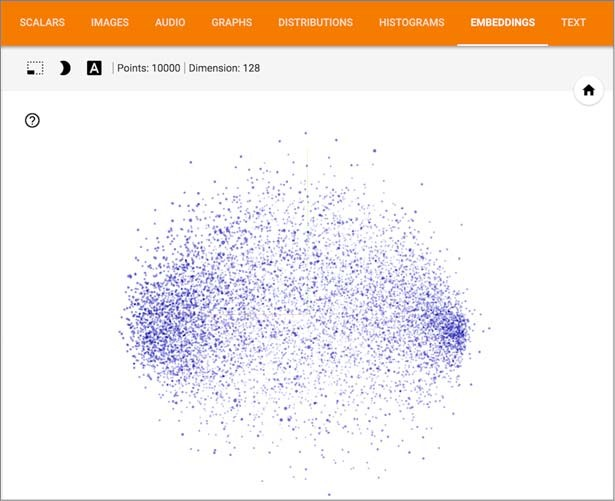 SCALARS IMAGES AUDIO GRAPHS DISTRIBUTIONS HISTOGRAMS EMBEDDINGS TEXT
A Points: 10000 Dimension: 128
?